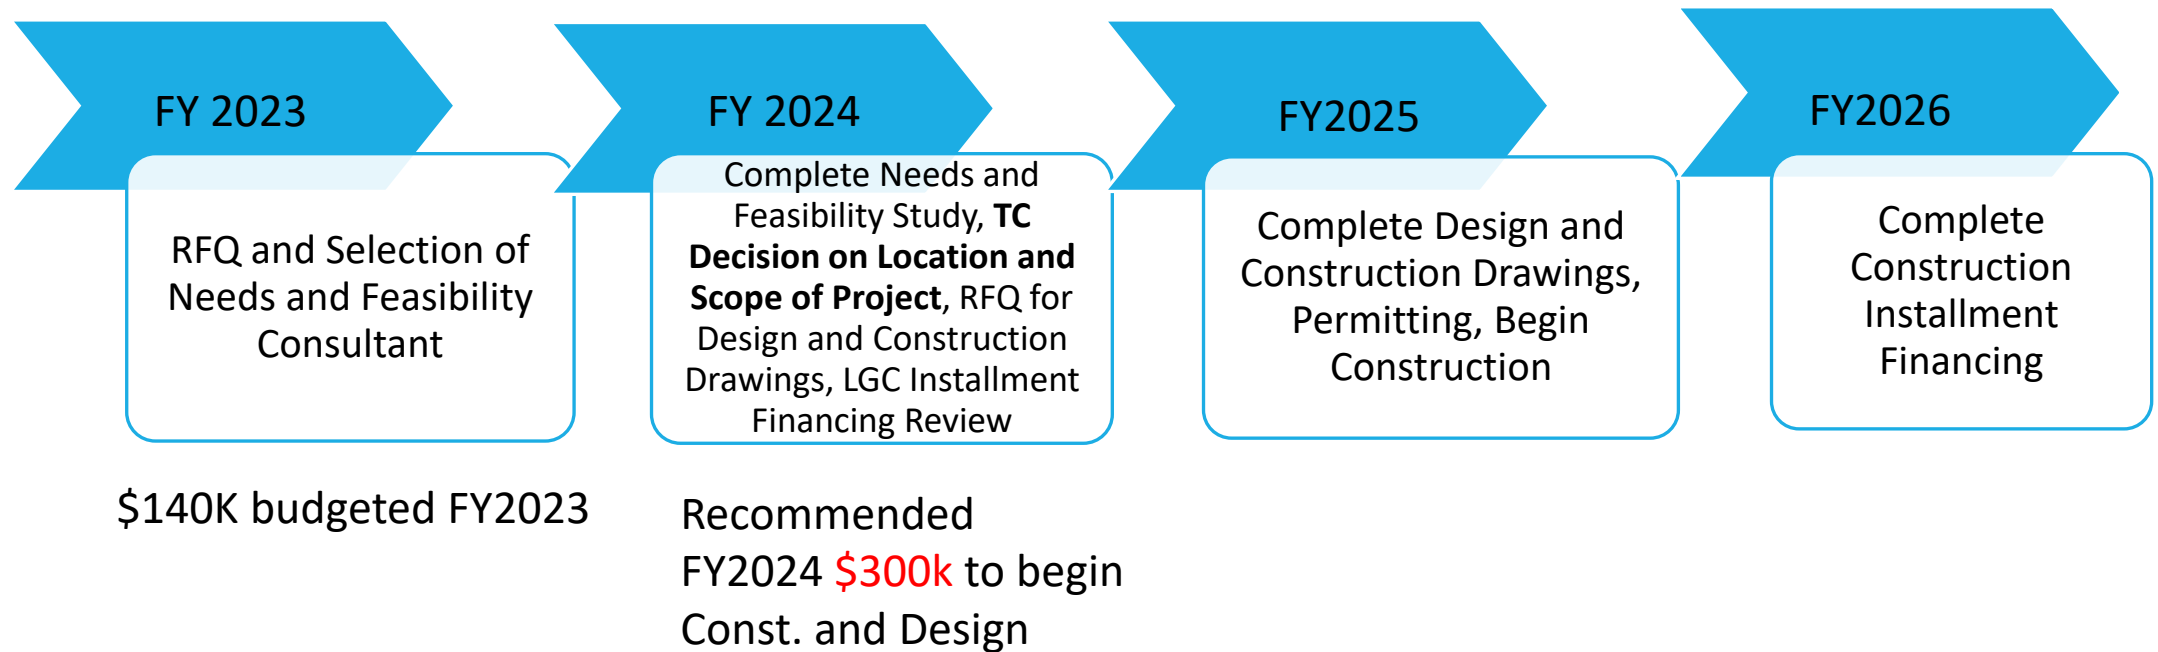 FY 2023
RFQ and Selection of
Needs and Feasibility
Consultant
$140K budgeted FY2023
FY 2024
Complete Needs and
Feasibility Study, TC
Decision on Location and
Scope of Project, RFQ for
Design and Construction
Drawings, LGC Installment
Financing Review
Recommended
FY2024 $300k to begin
Const. and Design
FY2025
Complete Design and
Construction Drawings,
Permitting, Begin
Construction
FY2026
Complete
Construction
Installment
Financing